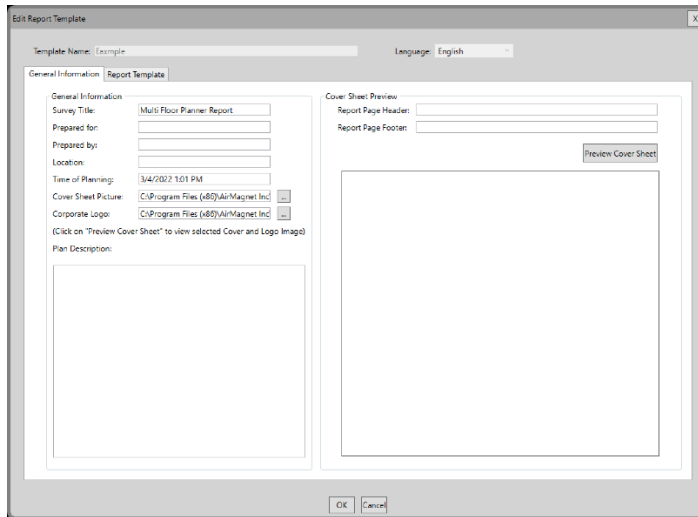 Edit Report Template
X
Template Name: Example
Language: English
General Information
Report Template
General Information
Survey Title: Multi Floor Planner Report
Prepared for:
Prepared by:
Location:
Time of Planning: 3/4/2022 1:01 PM
Cover Sheet Picture: C:\Program Files (x86)\AirMagnet Inc\ ...
Corporate Logo: C:\Program Files (x86)\AirMagnet Inc\ ...
(Click on "Preview Cover Sheet" to view selected Cover and Logo Image)
Plan Description:
Cover Sheet Preview
Report Page Header:
Report Page Footer:
Preview Cover Sheet
OK
Cancel